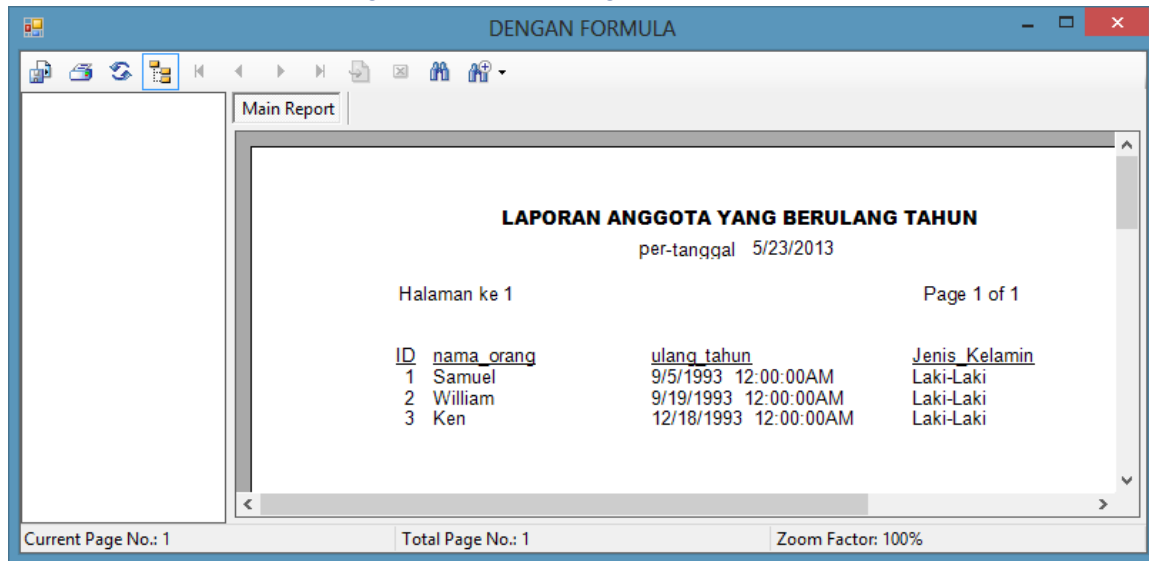 DENGAN FORMULA
Main Report
LAPORAN ANGGOTA YANG BERULANG TAHUN
per-tanggal 5/23/2013
Halaman ke 1 Page 1 of 1
ID nama_orang ulang_tahun Jenis_Kelamin
1 Samuel 9/5/1993 12:00:00AM Laki-Laki
2 William 9/19/1993 12:00:00AM Laki-Laki
3 Ken 12/18/1993 12:00:00AM Laki-Laki
Current Page No.: 1 Total Page No.: 1 Zoom Factor: 100%